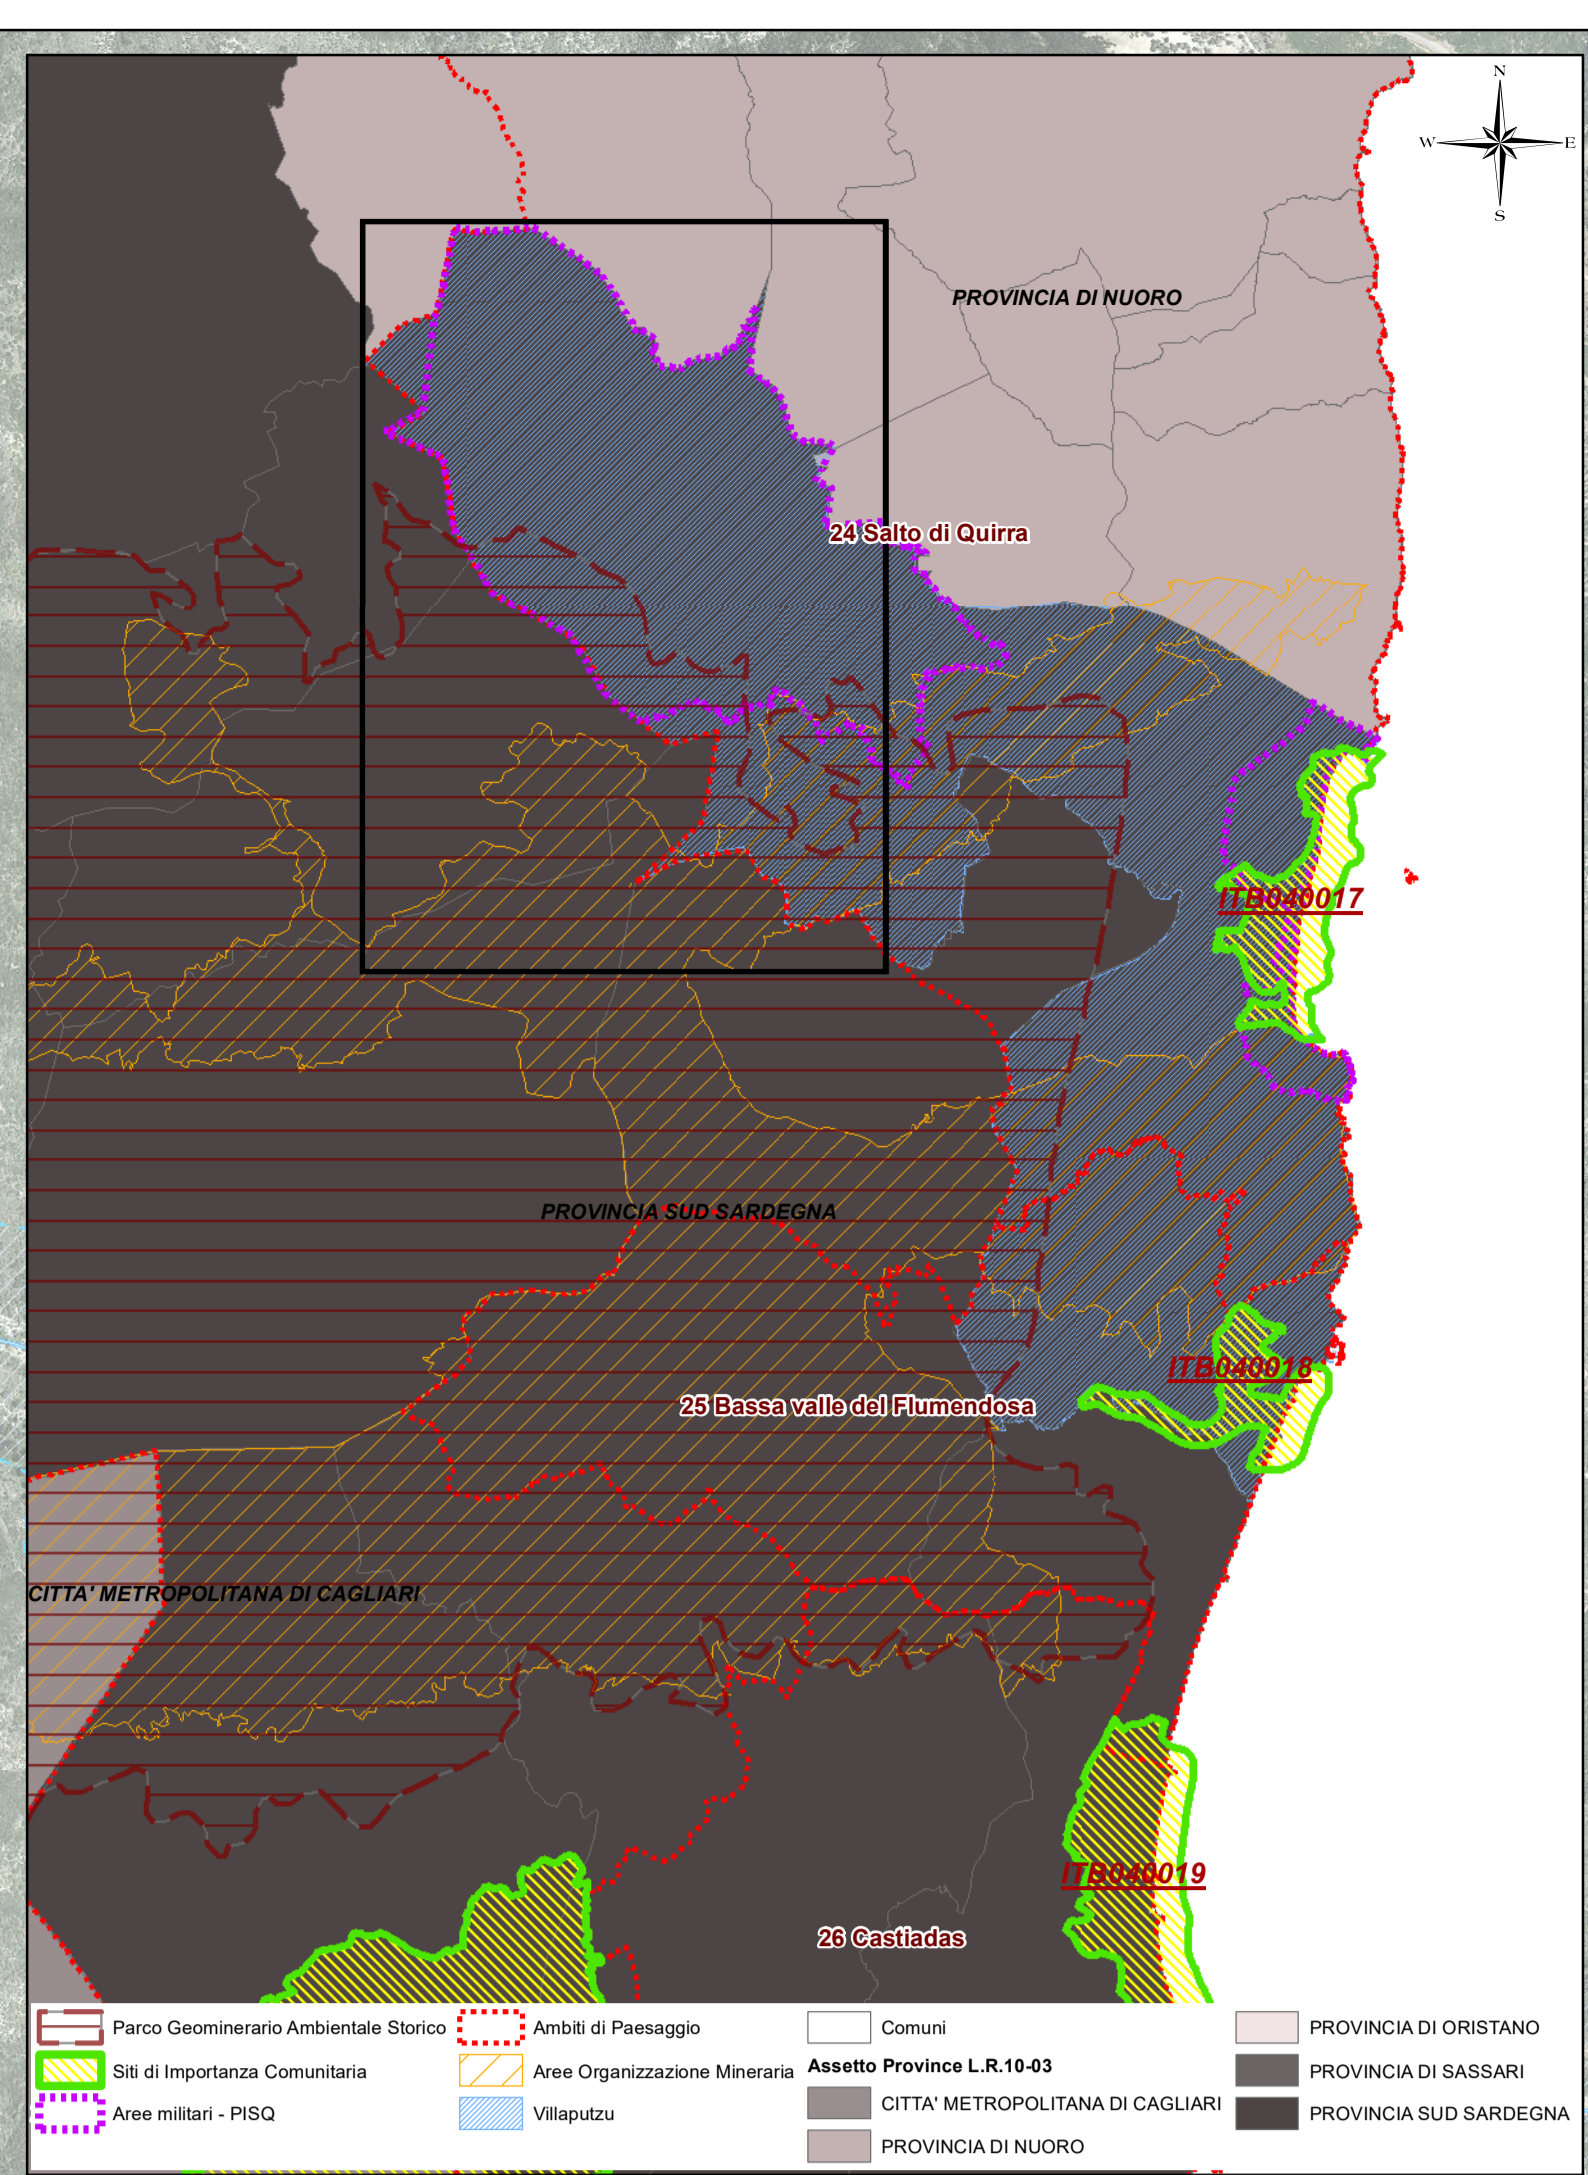 N
W E
S
PROVINCIA DI NUORO
24 Salto di Quirra
ITB040017
PROVINCIA SUD SARDEGNA
ITB040018
25 Bassa valle del Flumendosa
CITTA' METROPOLITANA DI CAGLIARI
ITB040019
26 Castiadas
Parco Geominerario Ambientale Storico
Siti di Importanza Comunitaria
Aree militari - PISQ
Ambiti di Paesaggio
Aree Organizzazione Mineraria
Villaputzu
Comuni
Assetto Province L.R.10-03
CITTA' METROPOLITANA DI CAGLIARI
PROVINCIA DI NUORO
PROVINCIA DI ORISTANO
PROVINCIA DI SASSARI
PROVINCIA SUD SARDEGNA